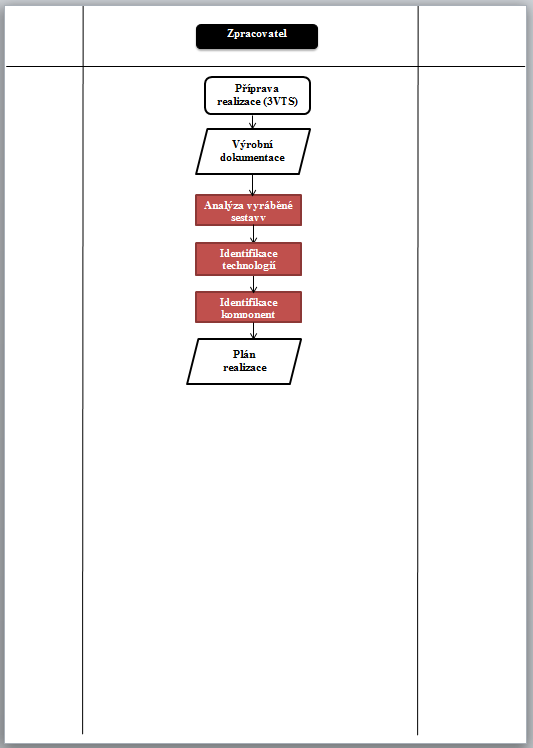 Zpracovatel
Příprava
realizace (3VTS)
Výrobní
dokumentace
Analýza vyráběné
sestavy
Identifikace
technologií
Identifikace
komponent
Plán
realizace